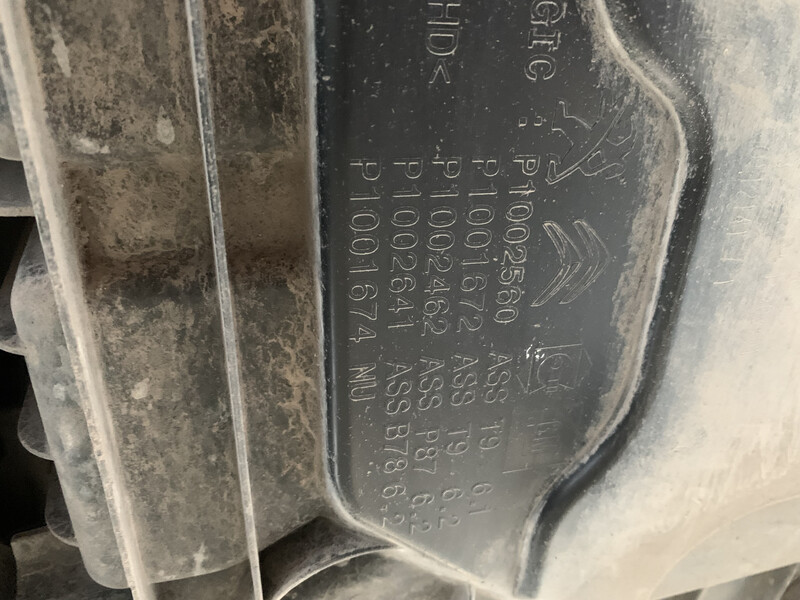 P1002560 ASS T9 6.1
P1001672 ASS T9 6.2
HD<
P1002462 ASS P87 6.2
P1002641 ASS B78 6.2
P1001674 NU